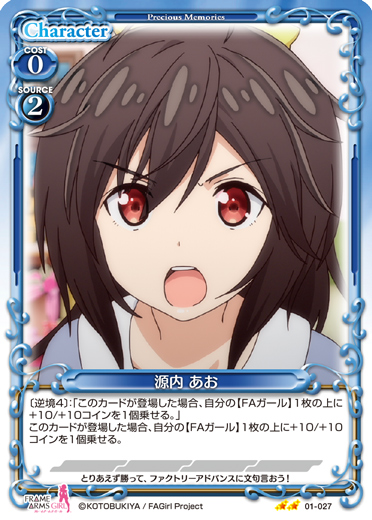 Precious Memories
Character
COST
0
SOURCE
2
源内 あお
〔逆境4〕：「このカードが登場した場合、自分の【FAガール】1枚の上に
+10/+10コインを1個乗せる。」
このカードが登場した場合、自分の【FAガール】1枚の上に+10/+10
コインを1個乗せる。
とりあえず勝って、ファクトリーアドバンスに文句言おう！
FRAME
ARMS GIRL
©KOTOBUKIYA / FAGirl Project
01-027